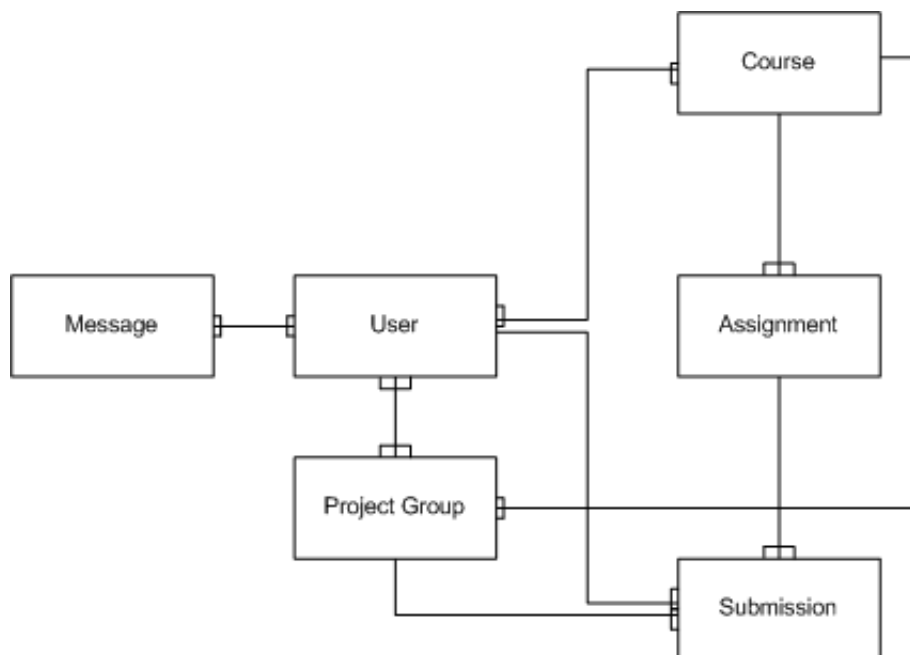 Course
Message
User
Assignment
Project Group
Submission